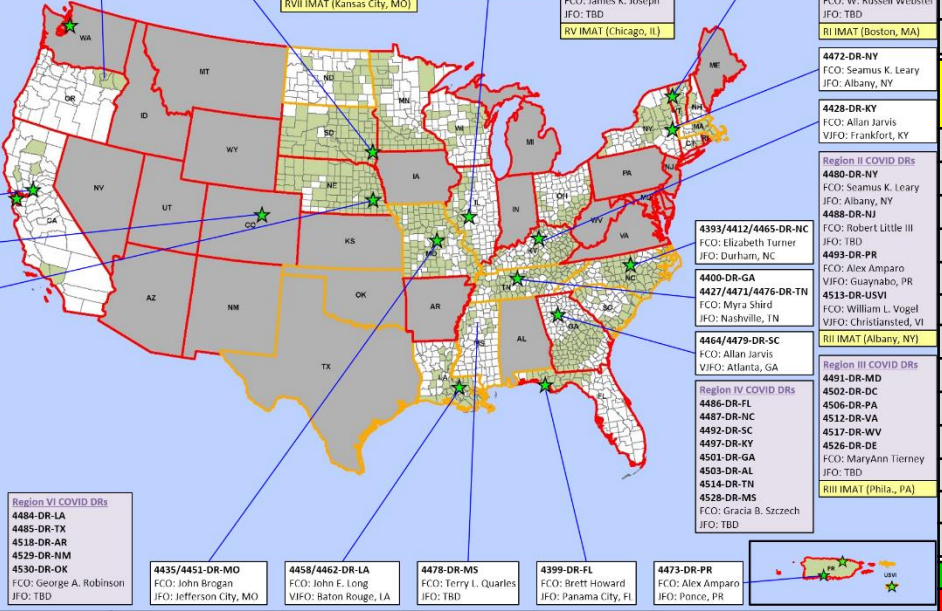 RVII IMAT (Kansas City, MO)
FCO: James K. Joseph
JFO: TBD
RV IMAT (Chicago, IL)
FCO: W. Russell Webster
JFO: TBD
RI IMAT (Boston, MA)
4472-DR-NY
FCO: Seamus K. Leary
JFO: Albany, NY
4428-DR-KY
FCO: Allan Jarvis
VJFO: Frankfort, KY
Region II COVID DRs
4480-DR-NY
FCO: Seamus K. Leary
JFO: Albany, NY
4488-DR-NJ
FCO: Robert Little III
JFO: TBD
4493-DR-PR
FCO: Alex Amparo
VJFO: Guaynabo, PR
4513-DR-USVI
FCO: William L. Vogel
VJFO: Christiansted, VI
RII IMAT (Albany, NY)
Region III COVID DRs
4491-DR-MD
4502-DR-DC
4506-DR-PA
4512-DR-VA
4517-DR-WV
4526-DR-DE
FCO: MaryAnn Tierney
JFO: TBD
RIII IMAT (Phila., PA)
4393/4412/4465-DR-NC
FCO: Elizabeth Turner
JFO: Durham, NC
4400-DR-GA
4427/4471/4476-DR-TN
FCO: Myra Shird
JFO: Nashville, TN
4464/4479-DR-SC
FCO: Allan Jarvis
VJFO: Atlanta, GA
Region IV COVID DRs
4486-DR-FL
4487-DR-NC
4492-DR-SC
4497-DR-KY
4501-DR-GA
4503-DR-AL
4514-DR-TN
4528-DR-MS
FCO: Gracia B. Szczech
JFO: TBD
WA
MT
ND
MN
ME
OR
ID
WY
SD
WI
MI
NY
VT
NH
MA
CT
RI
NV
UT
CO
NE
IA
IL
IN
OH
PA
NJ
MD
CA
KS
MO
KY
WV
VA
AZ
NM
OK
AR
TN
NC
SC
TX
LA
MS
AL
GA
FL
Region VI COVID DRs
4484-DR-LA
4485-DR-TX
4518-DR-AR
4529-DR-NM
4530-DR-OK
FCO: George A. Robinson
JFO: TBD
4435/4451-DR-MO
FCO: John Brogan
JFO: Jefferson City, MO
4458/4462-DR-LA
FCO: John E. Long
VJFO: Baton Rouge, LA
4478-DR-MS
FCO: Terry L. Quarles
JFO: TBD
4399-DR-FL
FCO: Brett Howard
JFO: Panama City, FL
4473-DR-PR
FCO: Alex Amparo
JFO: Ponce, PR
PR
USVI